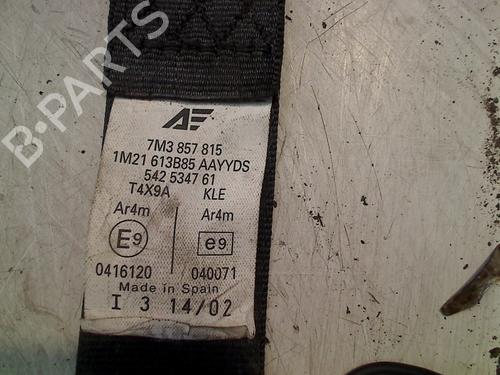 B-PARTS
AE
7M3 857 815
1M21 613B85 AAYYDS
542 5347 61
T4X9A KLE
Ar4m Ar4m
E9 e9
0416120 040071
Made in Spain
I 3 14/02